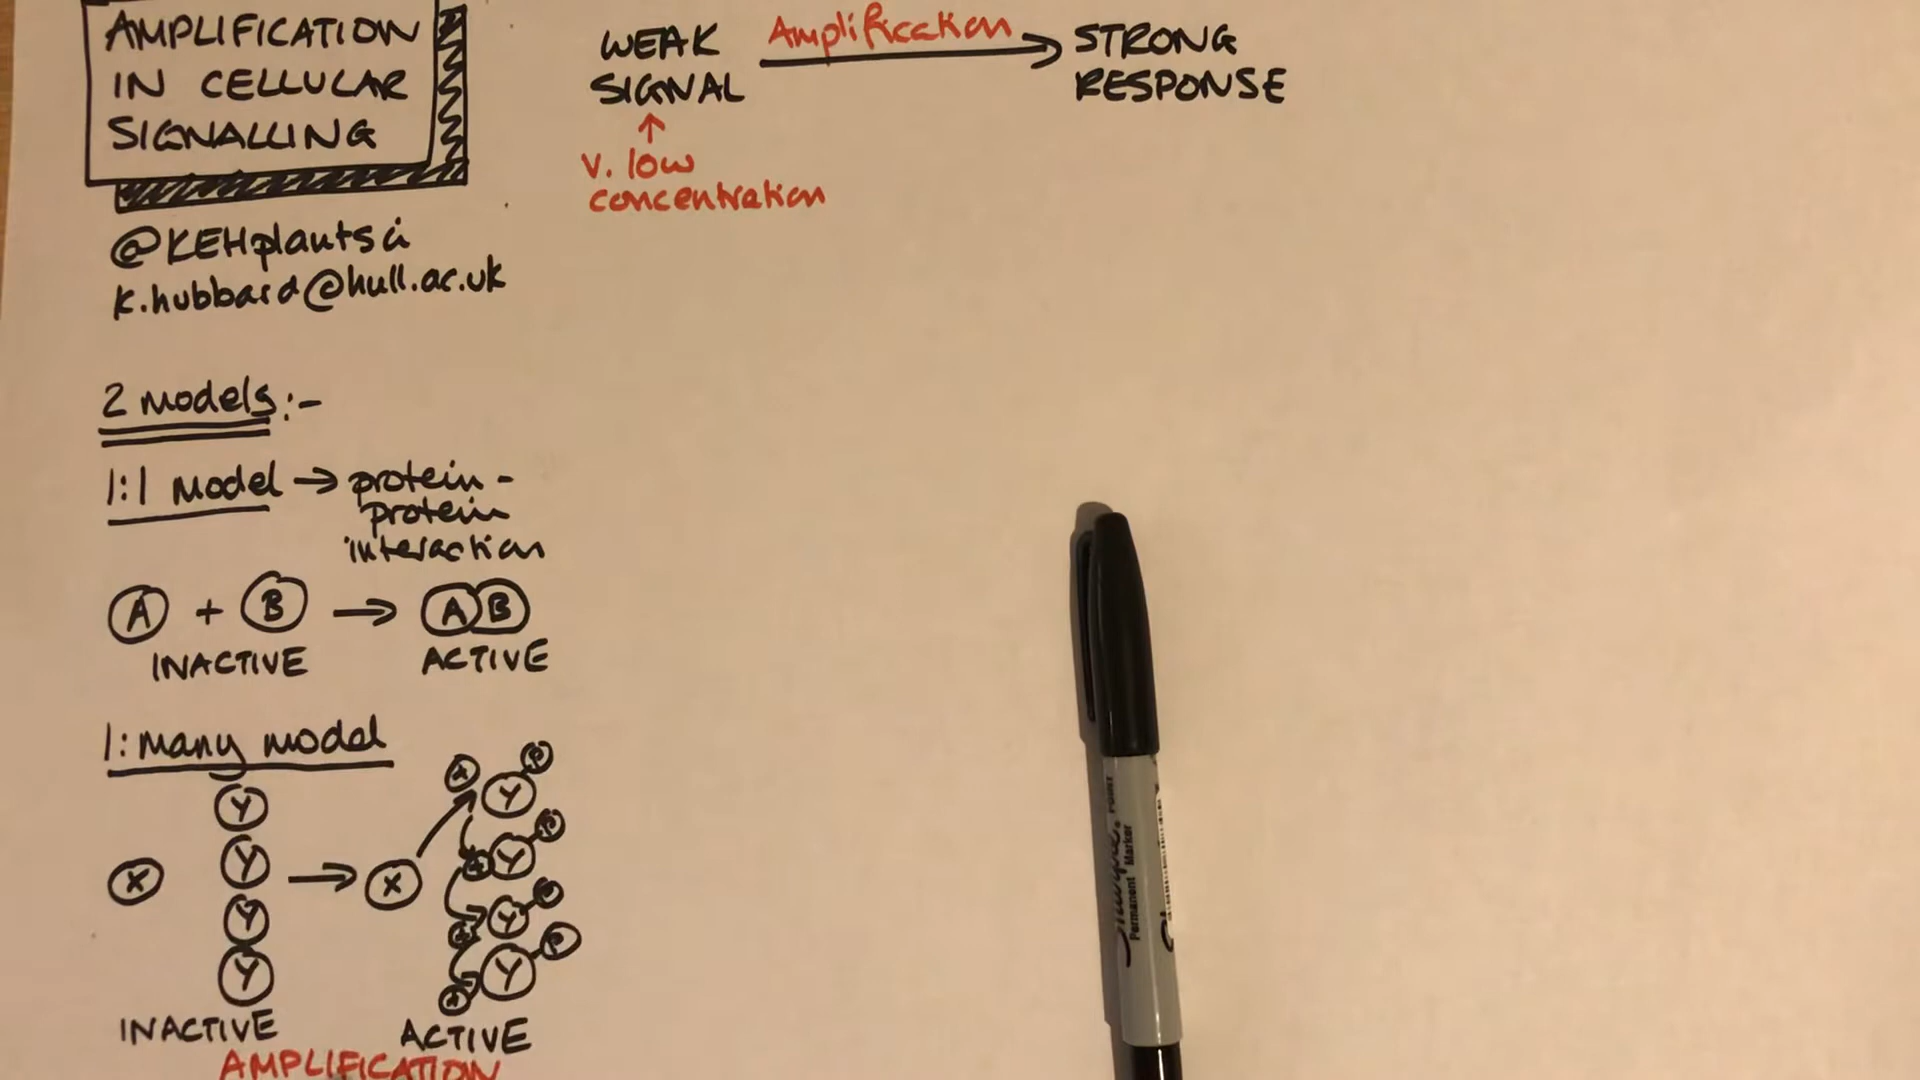 AMPLIFICATION
IN CELLULAR
SIGNALLING
@KEHplantsci
k.hubbard@hull.ac.uk
WEAK
SIGNAL
Amplification
STRONG
RESPONSE
V. low
concentration
2 models:-
1:1 model → protein-
protein
interaction
A + B → AB
INACTIVE ACTIVE
1: many model
Y
Y
Y
Y
X → X
X
Y P
X Y P
X Y P
X Y P
INACTIVE ACTIVE
AMPLIFICATION
Permanent
Marker